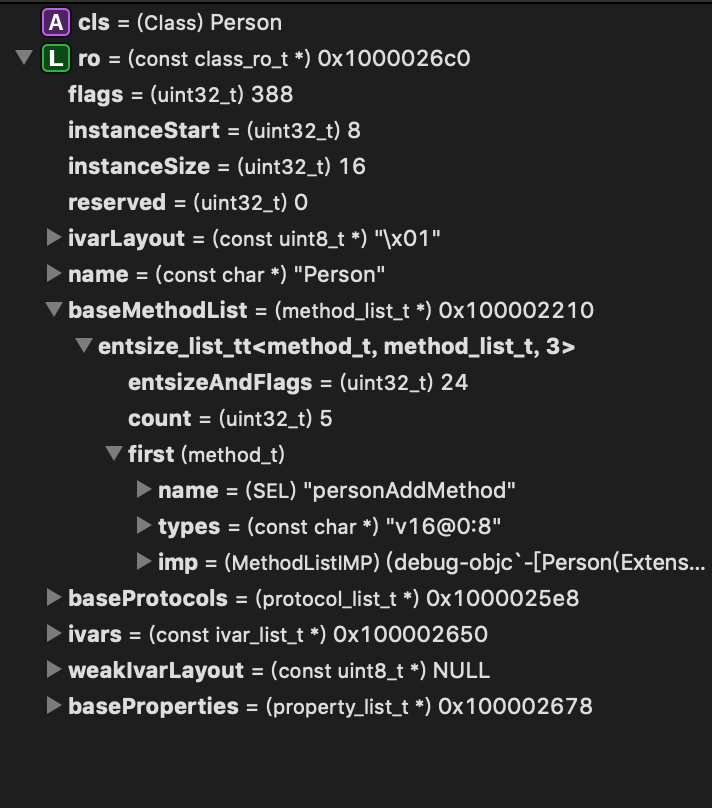 A cls = (Class) Person
L ro = (const class_ro_t *) 0x1000026c0
flags = (uint32_t) 388
instanceStart = (uint32_t) 8
instanceSize = (uint32_t) 16
reserved = (uint32_t) 0
ivarLayout = (const uint8_t *) "\x01"
name = (const char *) "Person"
baseMethodList = (method_list_t *) 0x100002210
entsize_list_tt<method_t, method_list_t, 3>
entsizeAndFlags = (uint32_t) 24
count = (uint32_t) 5
first (method_t)
name = (SEL) "personAddMethod"
types = (const char *) "v16@0:8"
imp = (MethodListIMP) (debug-objc`-[Person(Extens...
baseProtocols = (protocol_list_t *) 0x1000025e8
ivars = (const ivar_list_t *) 0x100002650
weakIvarLayout = (const uint8_t *) NULL
baseProperties = (property_list_t *) 0x100002678